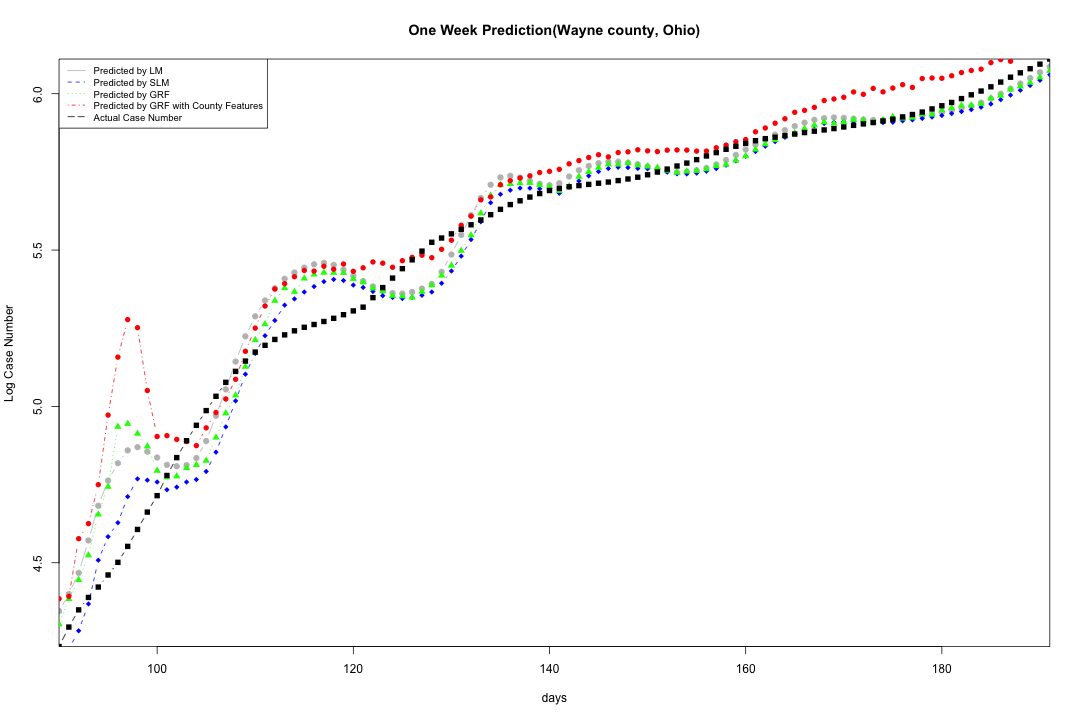 One Week Prediction(Wayne county, Ohio)
Predicted by LM
Predicted by SLM
Predicted by GRF
Predicted by GRF with County Features
Actual Case Number
Log Case Number
6.0
5.5
5.0
4.5
100 120 140 160 180
days